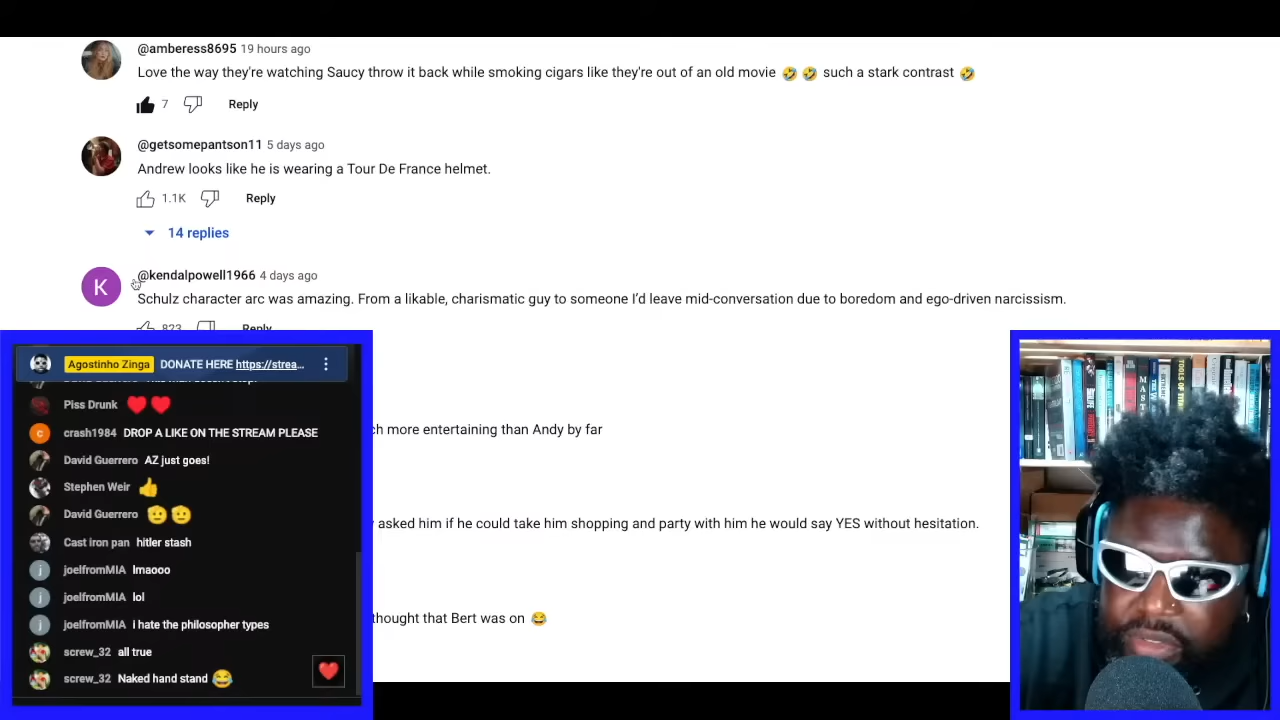 @amberess8695 19 hours ago
Love the way they're watching Saucy throw it back while smoking cigars like they're out of an old movie 🤣 🤣 such a stark contrast 🤣
7 Reply
@getsomepantson11 5 days ago
Andrew looks like he is wearing a Tour De France helmet.
1.1K Reply
14 replies
K
@kendalpowell1966 4 days ago
Schulz character arc was amazing. From a likable, charismatic guy to someone I'd leave mid-conversation due to boredom and ego-driven narcissism.
823 Reply
ch more entertaining than Andy by far
asked him if he could take him shopping and party with him he would say YES without hesitation.
thought that Bert was on 😂
Agostinho Zinga DONATE HERE https://strea...
Piss Drunk ❤️ ❤️
c crash1984 DROP A LIKE ON THE STREAM PLEASE
David Guerrero AZ just goes!
Stephen Weir 👍
David Guerrero 🫡 🫡
Cast iron pan hitler stash
j joelfromMIA lmaooo
j joelfromMIA lol
j joelfromMIA i hate the philosopher types
screw_32 all true
screw_32 Naked hand stand 😂
TOOLS OF TITANS